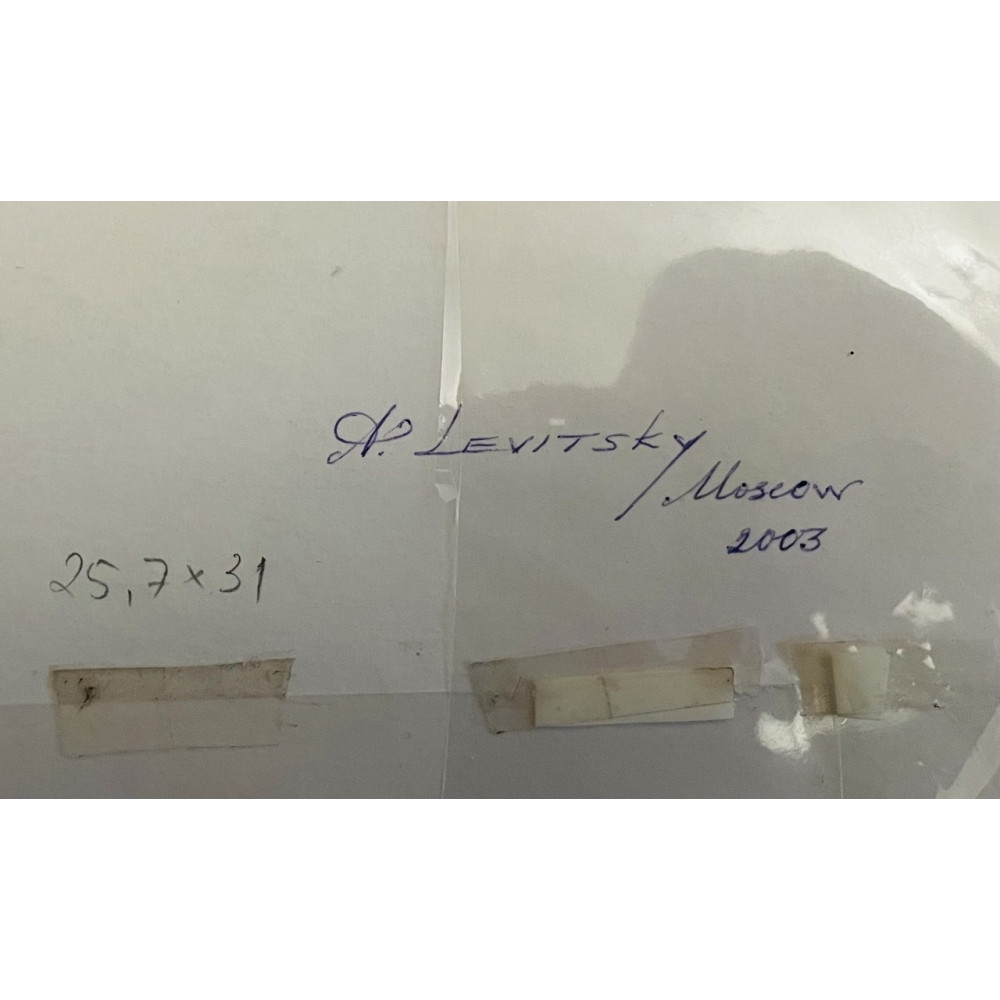 A. LEVITSKY
Moscow
2003
25,7 x 31